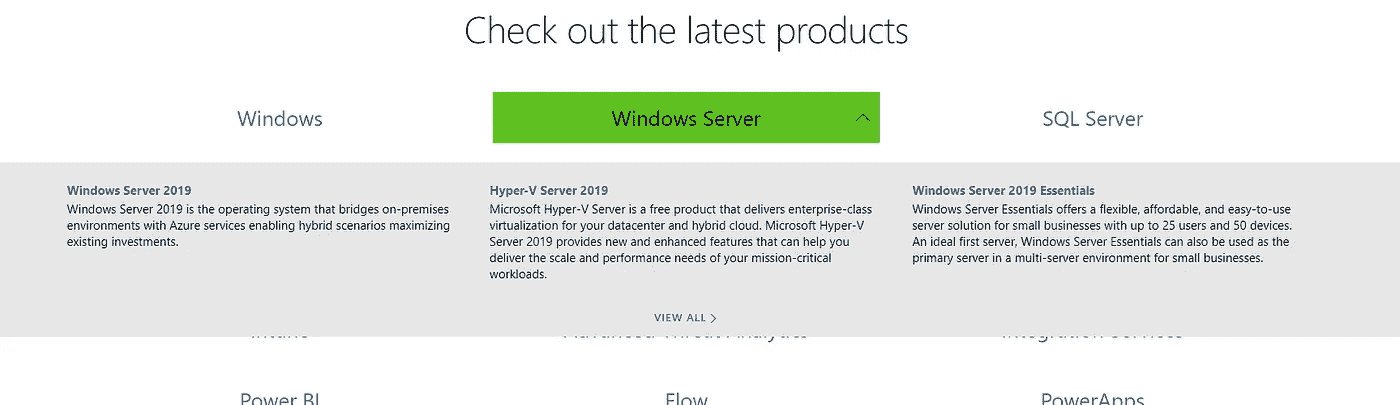 Check out the latest products
Windows
Windows Server
SQL Server
Windows Server 2019
Windows Server 2019 is the operating system that bridges on-premises
environments with Azure services enabling hybrid scenarios maximizing
existing investments.
Hyper-V Server 2019
Microsoft Hyper-V Server is a free product that delivers enterprise-class
virtualization for your datacenter and hybrid cloud. Microsoft Hyper-V
Server 2019 provides new and enhanced features that can help you
deliver the scale and performance needs of your mission-critical
workloads.
Windows Server 2019 Essentials
Windows Server Essentials offers a flexible, affordable, and easy-to-use
server solution for small businesses with up to 25 users and 50 devices.
An ideal first server, Windows Server Essentials can also be used as the
primary server in a multi-server environment for small businesses.
VIEW ALL
Intune
Advanced Threat Analytics
Integration Services
Power BI
Flow
PowerApps